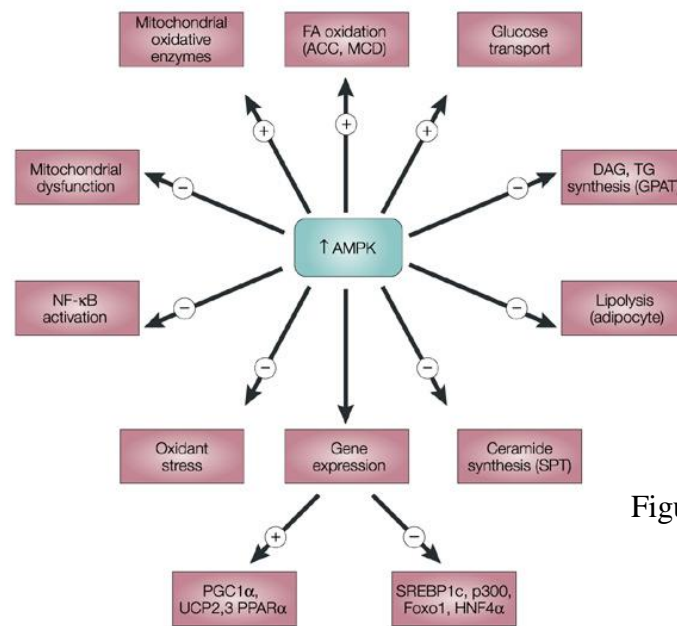 Mitochondrial
oxidative
enzymes
FA oxidation
(ACC, MCD)
Glucose
transport
+
+
+
Mitochondrial
dysfunction
−
−
DAG, TG
synthesis (GPAT)
↑ AMPK
NF-κB
activation
−
−
Lipolysis
(adipocyte)
−
−
Oxidant
stress
Gene
expression
Ceramide
synthesis (SPT)
+
−
PGC1α,
UCP2,3 PPARα
SREBP1c, p300,
Foxo1, HNF4α